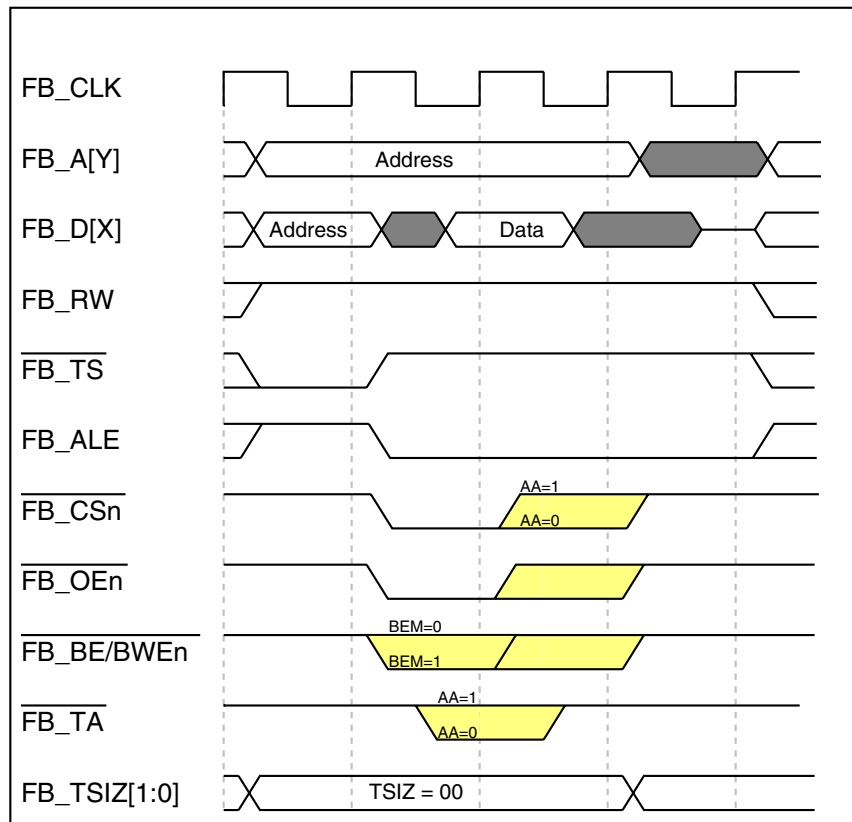 FB_CLK
FB_A[Y] Address
FB_D[X] Address Data
FB_RW
FB_TS
FB_ALE
FB_CSn AA=1
AA=0
FB_OEn
FB_BE/BWEn BEM=0
BEM=1
FB_TA AA=1
AA=0
FB_TSIZ[1:0] TSIZ = 00